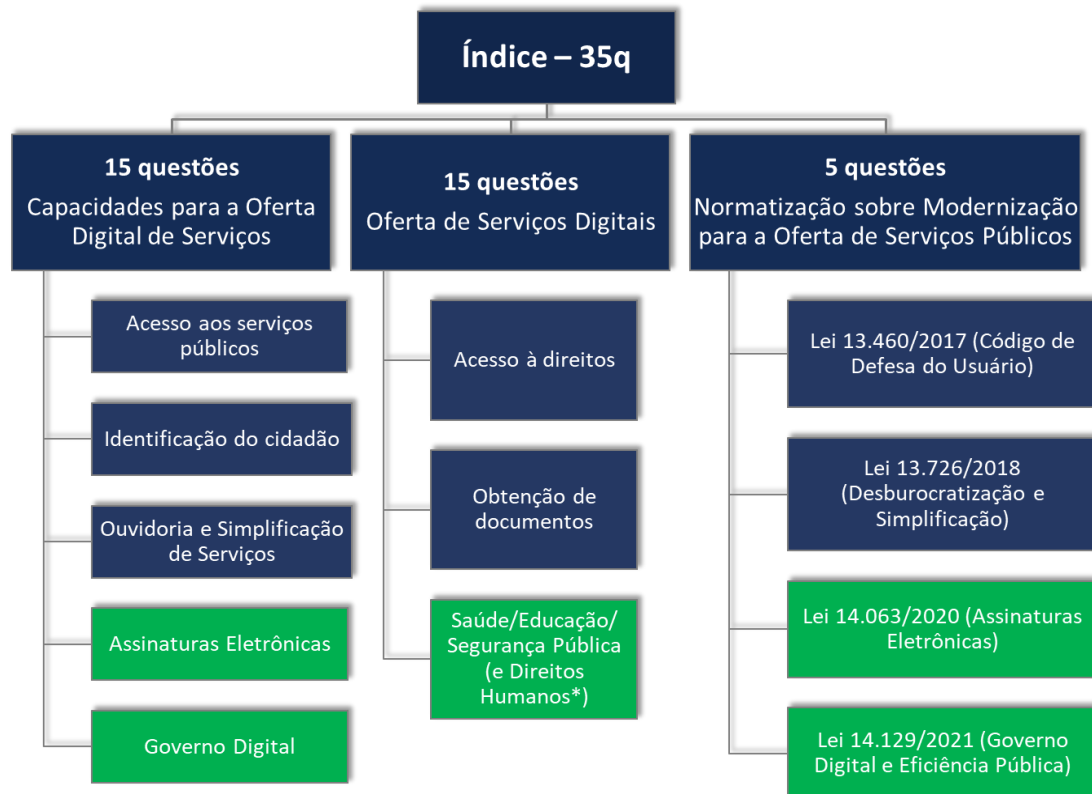 Índice – 35q
15 questões
Capacidades para a Oferta
Digital de Serviços
Acesso aos serviços
públicos
Identificação do cidadão
Ouvidoria e Simplificação
de Serviços
Assinaturas Eletrônicas
Governo Digital
15 questões
Oferta de Serviços Digitais
Acesso à direitos
Obtenção de
documentos
Saúde/Educação/
Segurança Pública
(e Direitos
Humanos*)
5 questões
Normatização sobre Modernização
para a Oferta de Serviços Públicos
Lei 13.460/2017 (Código de
Defesa do Usuário)
Lei 13.726/2018
(Desburocratização e
Simplificação)
Lei 14.063/2020 (Assinaturas
Eletrônicas)
Lei 14.129/2021 (Governo
Digital e Eficiência Pública)